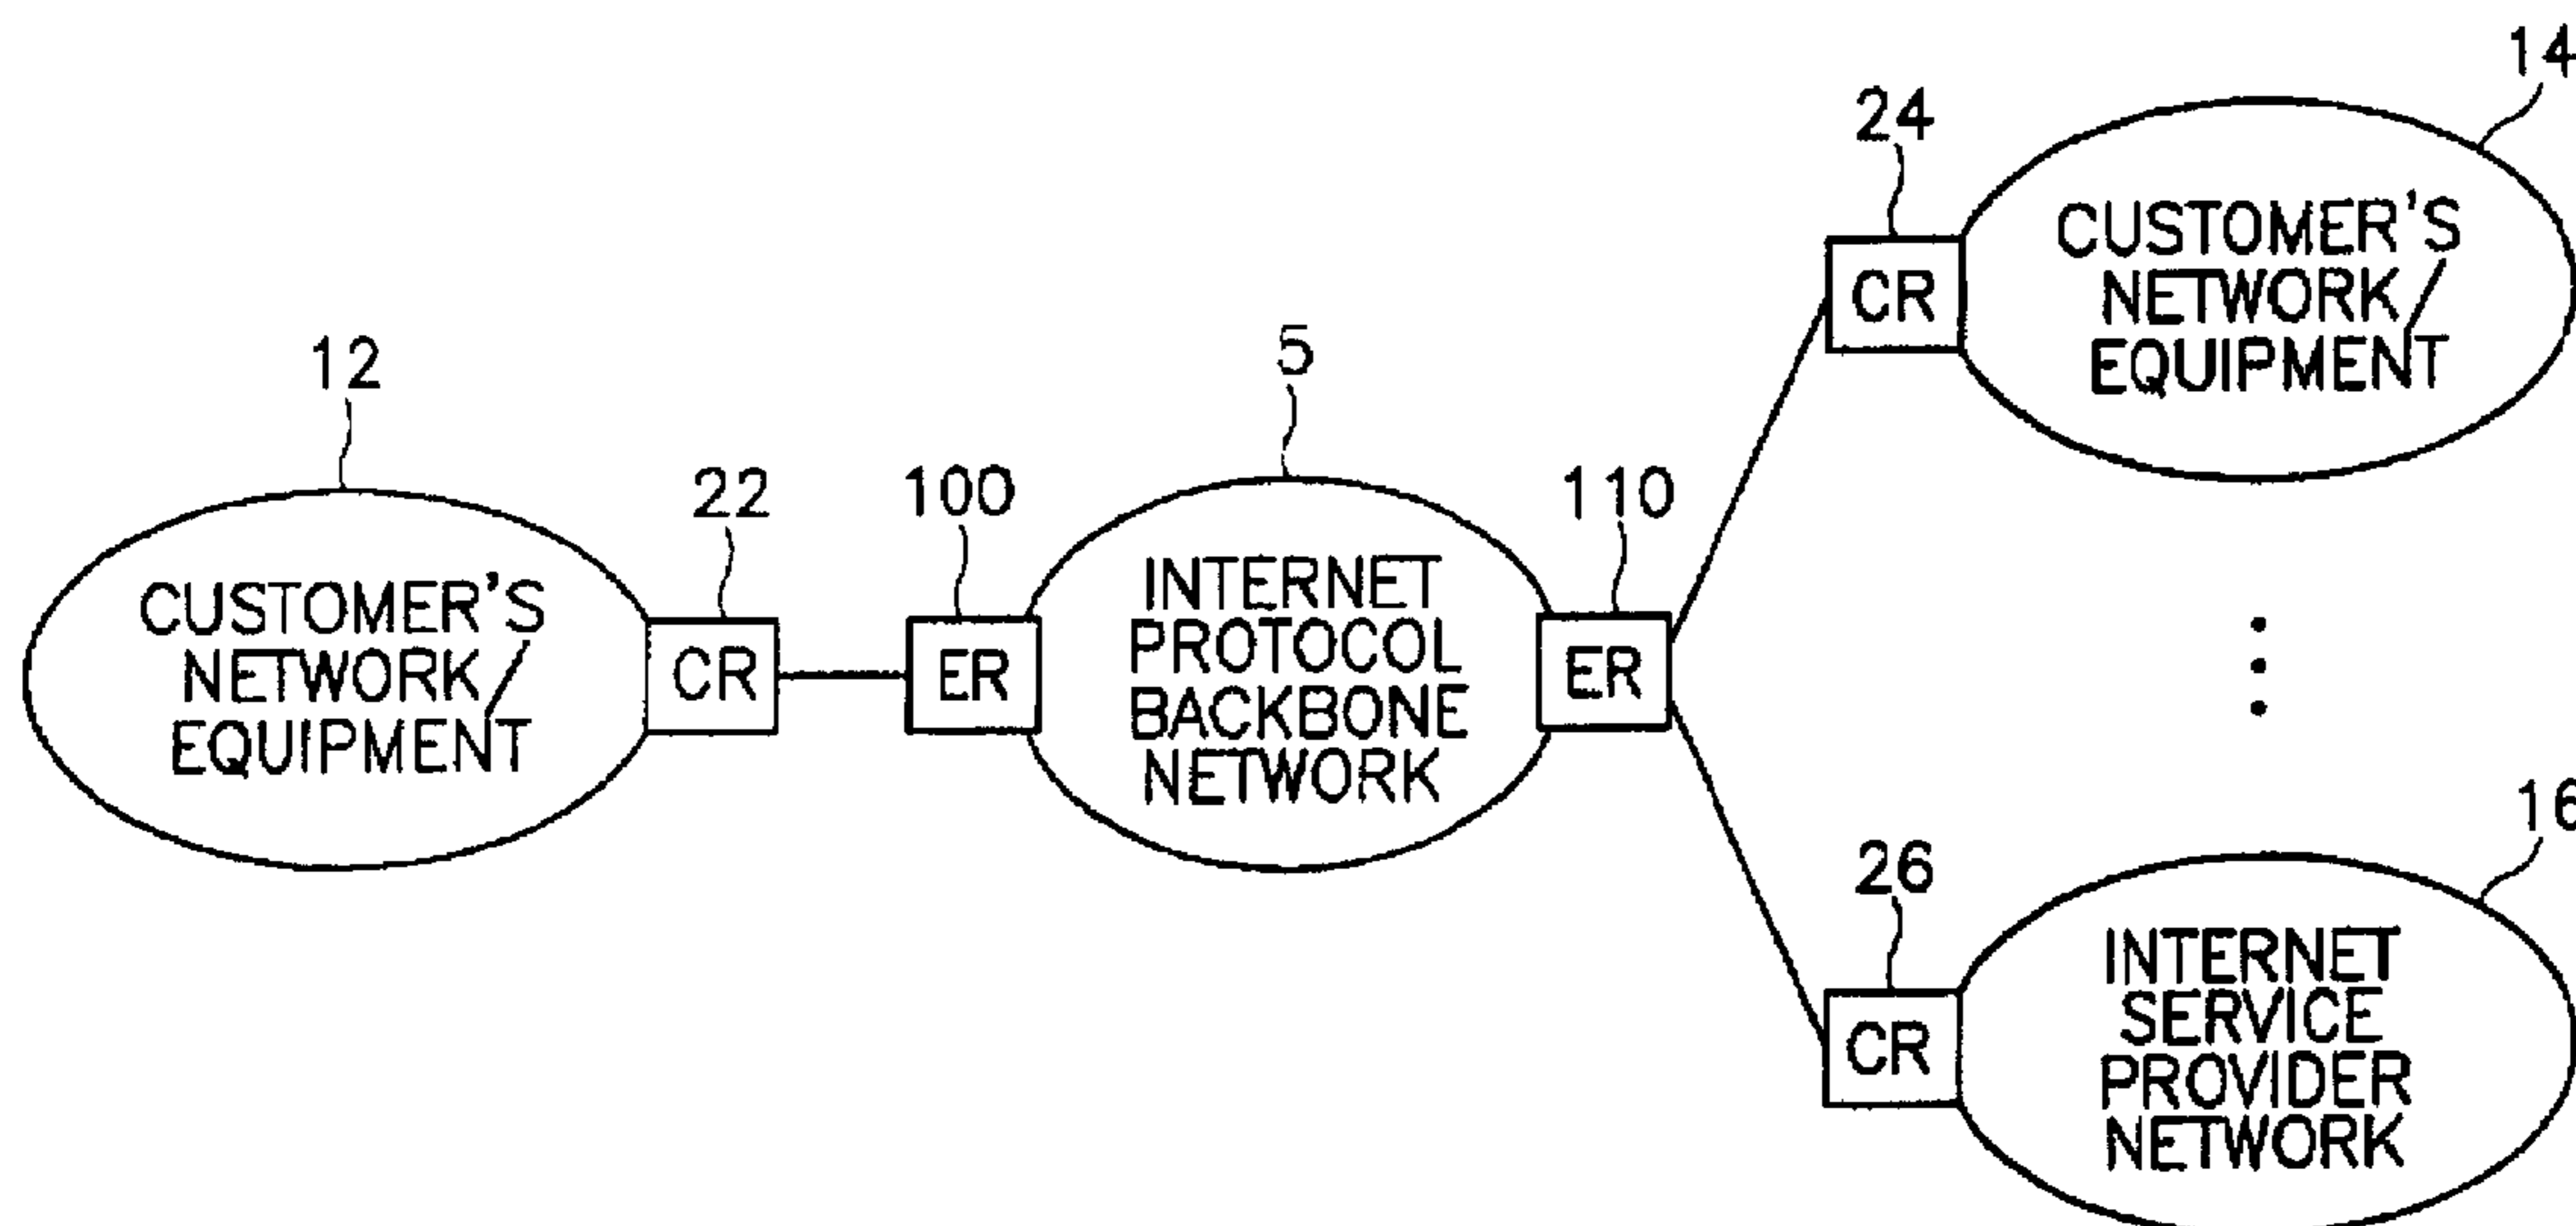 12
CUSTOMER'S
NETWORK/
EQUIPMENT
22
CR
100
ER
5
INTERNET
PROTOCOL
BACKBONE
NETWORK
110
ER
24
CR
14
CUSTOMER'S
NETWORK/
EQUIPMENT
26
CR
16
INTERNET
SERVICE
PROVIDER
NETWORK